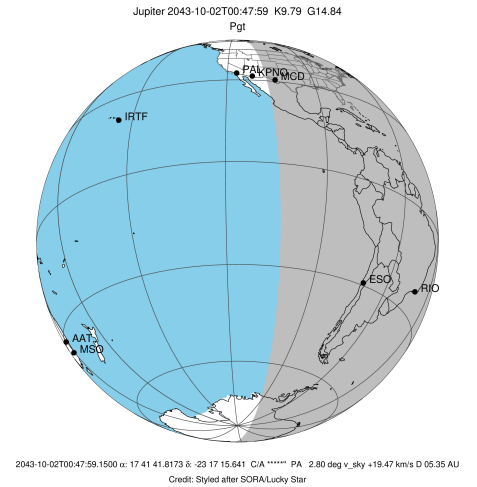 Jupiter 2043-10-02T00:47:59 K9.79 G14.84
Pgt
PAL
KPNO
MCD
IRTF
ESO
RIO
AAT
MSO
2043-10-02T00:47:59.1500 α: 17 41 41.8173 δ: -23 17 15.641 C/A *****" PA 2.80 deg v_sky +19.47 km/s D 05.35 AU
Credit: Styled after SORA/Lucky Star